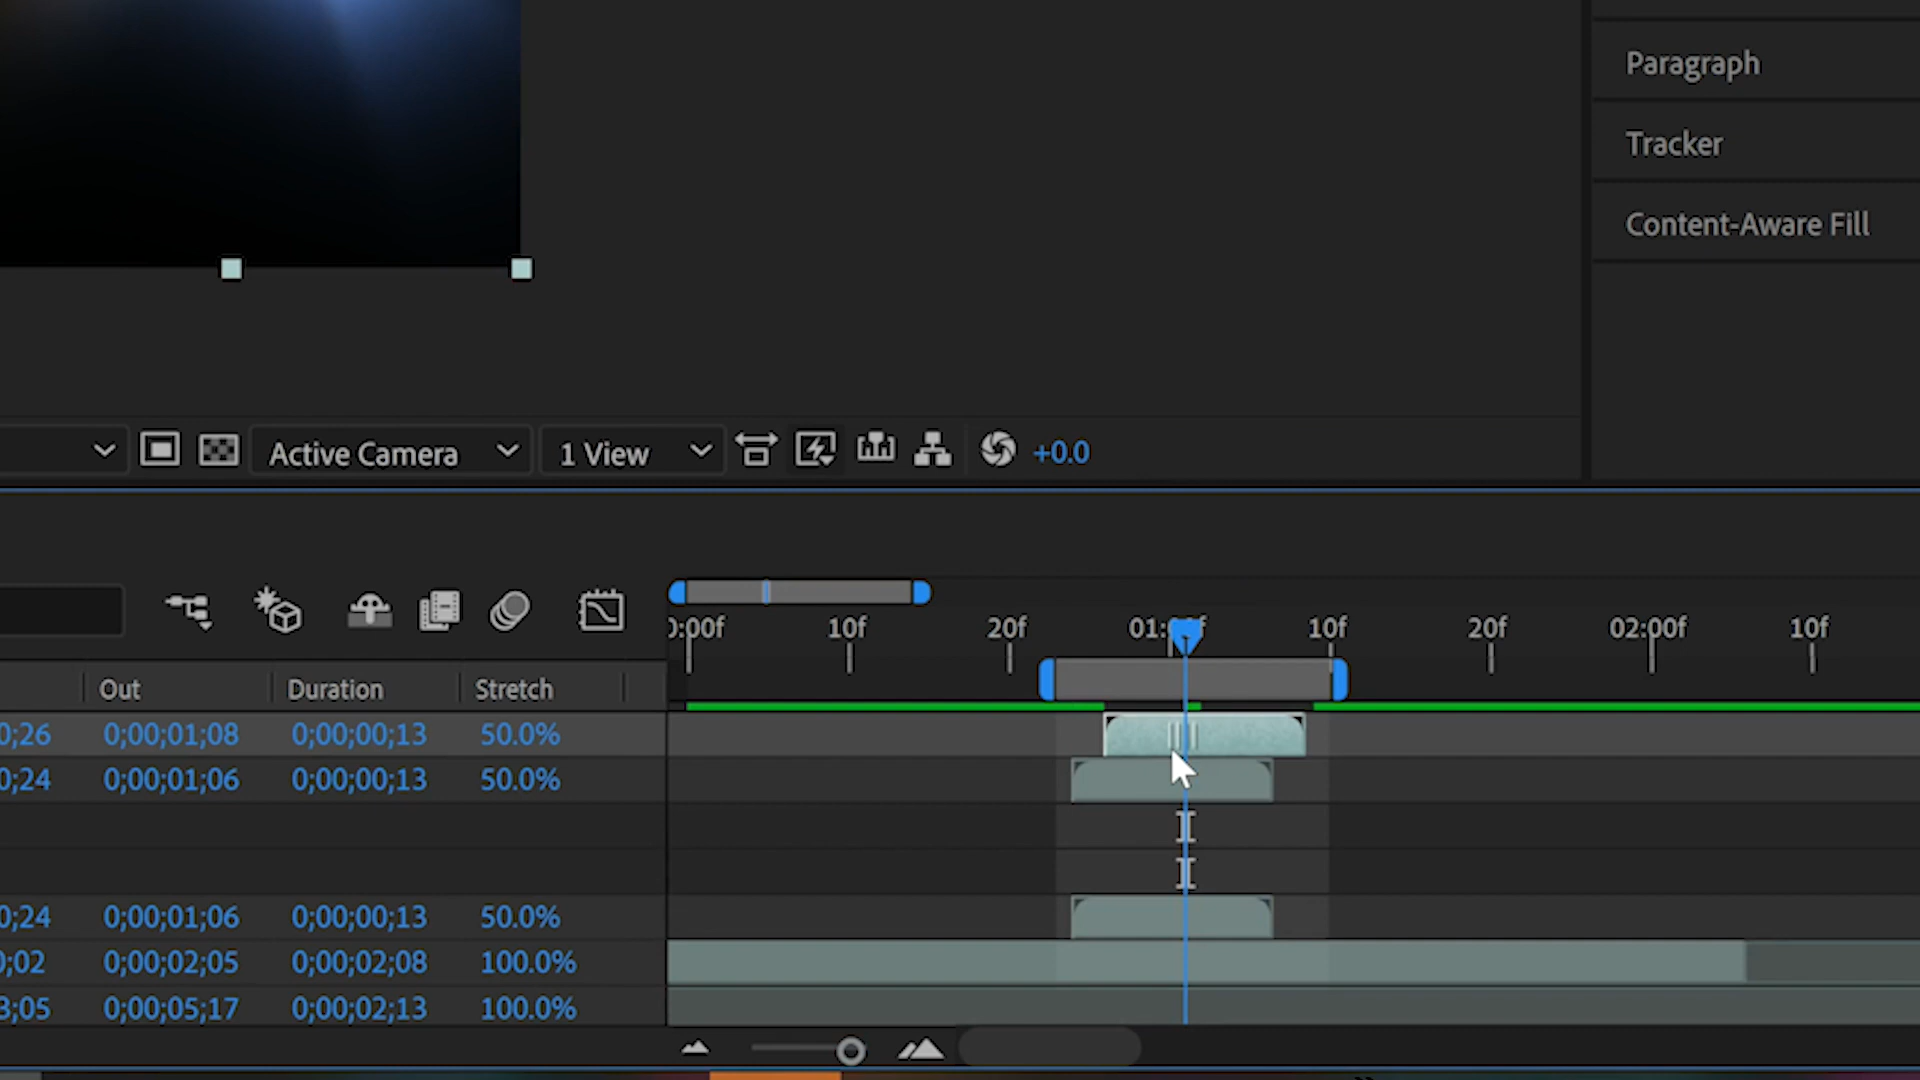 Paragraph
Tracker
Content-Aware Fill
Active Camera 1 View +0.0
0:00f 10f 20f 01:00f 10f 20f 02:00f 10f
Out Duration Stretch
0;26 0;00;01;08 0;00;00;13 50.0%
0;24 0;00;01;06 0;00;00;13 50.0%
0;24 0;00;01;06 0;00;00;13 50.0%
0;02 0;00;02;05 0;00;02;08 100.0%
3;05 0;00;05;17 0;00;02;13 100.0%